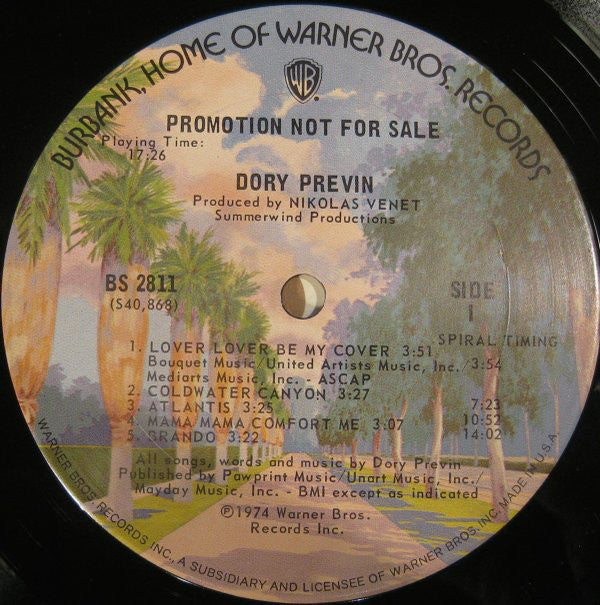 BURBANK, HOME OF WARNER BROS. RECORDS
WB
PROMOTION NOT FOR SALE
Playing Time:
17:26
DORY PREVIN
Produced by NIKOLAS VENET
Summerwind Productions
BS 2811
(S40,863)
SIDE
1
SPIRAL TIMING
1. LOVER LOVER BE MY COVER 3:51
Bouquet Music/United Artists Music, Inc./ 3:54
Mediarts Music, Inc. - ASCAP
2. COLDWATER CANYON 3:27
3. ATLANTIS 3:25 7:23
4. MAMA MAMA COMFORT ME 3:07 10:52
5. BRANDO 3:22 14:02
All songs, words and music by Dory Previn
Published by Pawprint Music/Unart Music, Inc./
Mayday Music, Inc. - BMI except as indicated
℗©1974 Warner Bros.
Records Inc.
WARNER BROS. RECORDS INC., A SUBSIDIARY AND LICENSEE OF WARNER BROS. INC. MADE IN U.S.A.